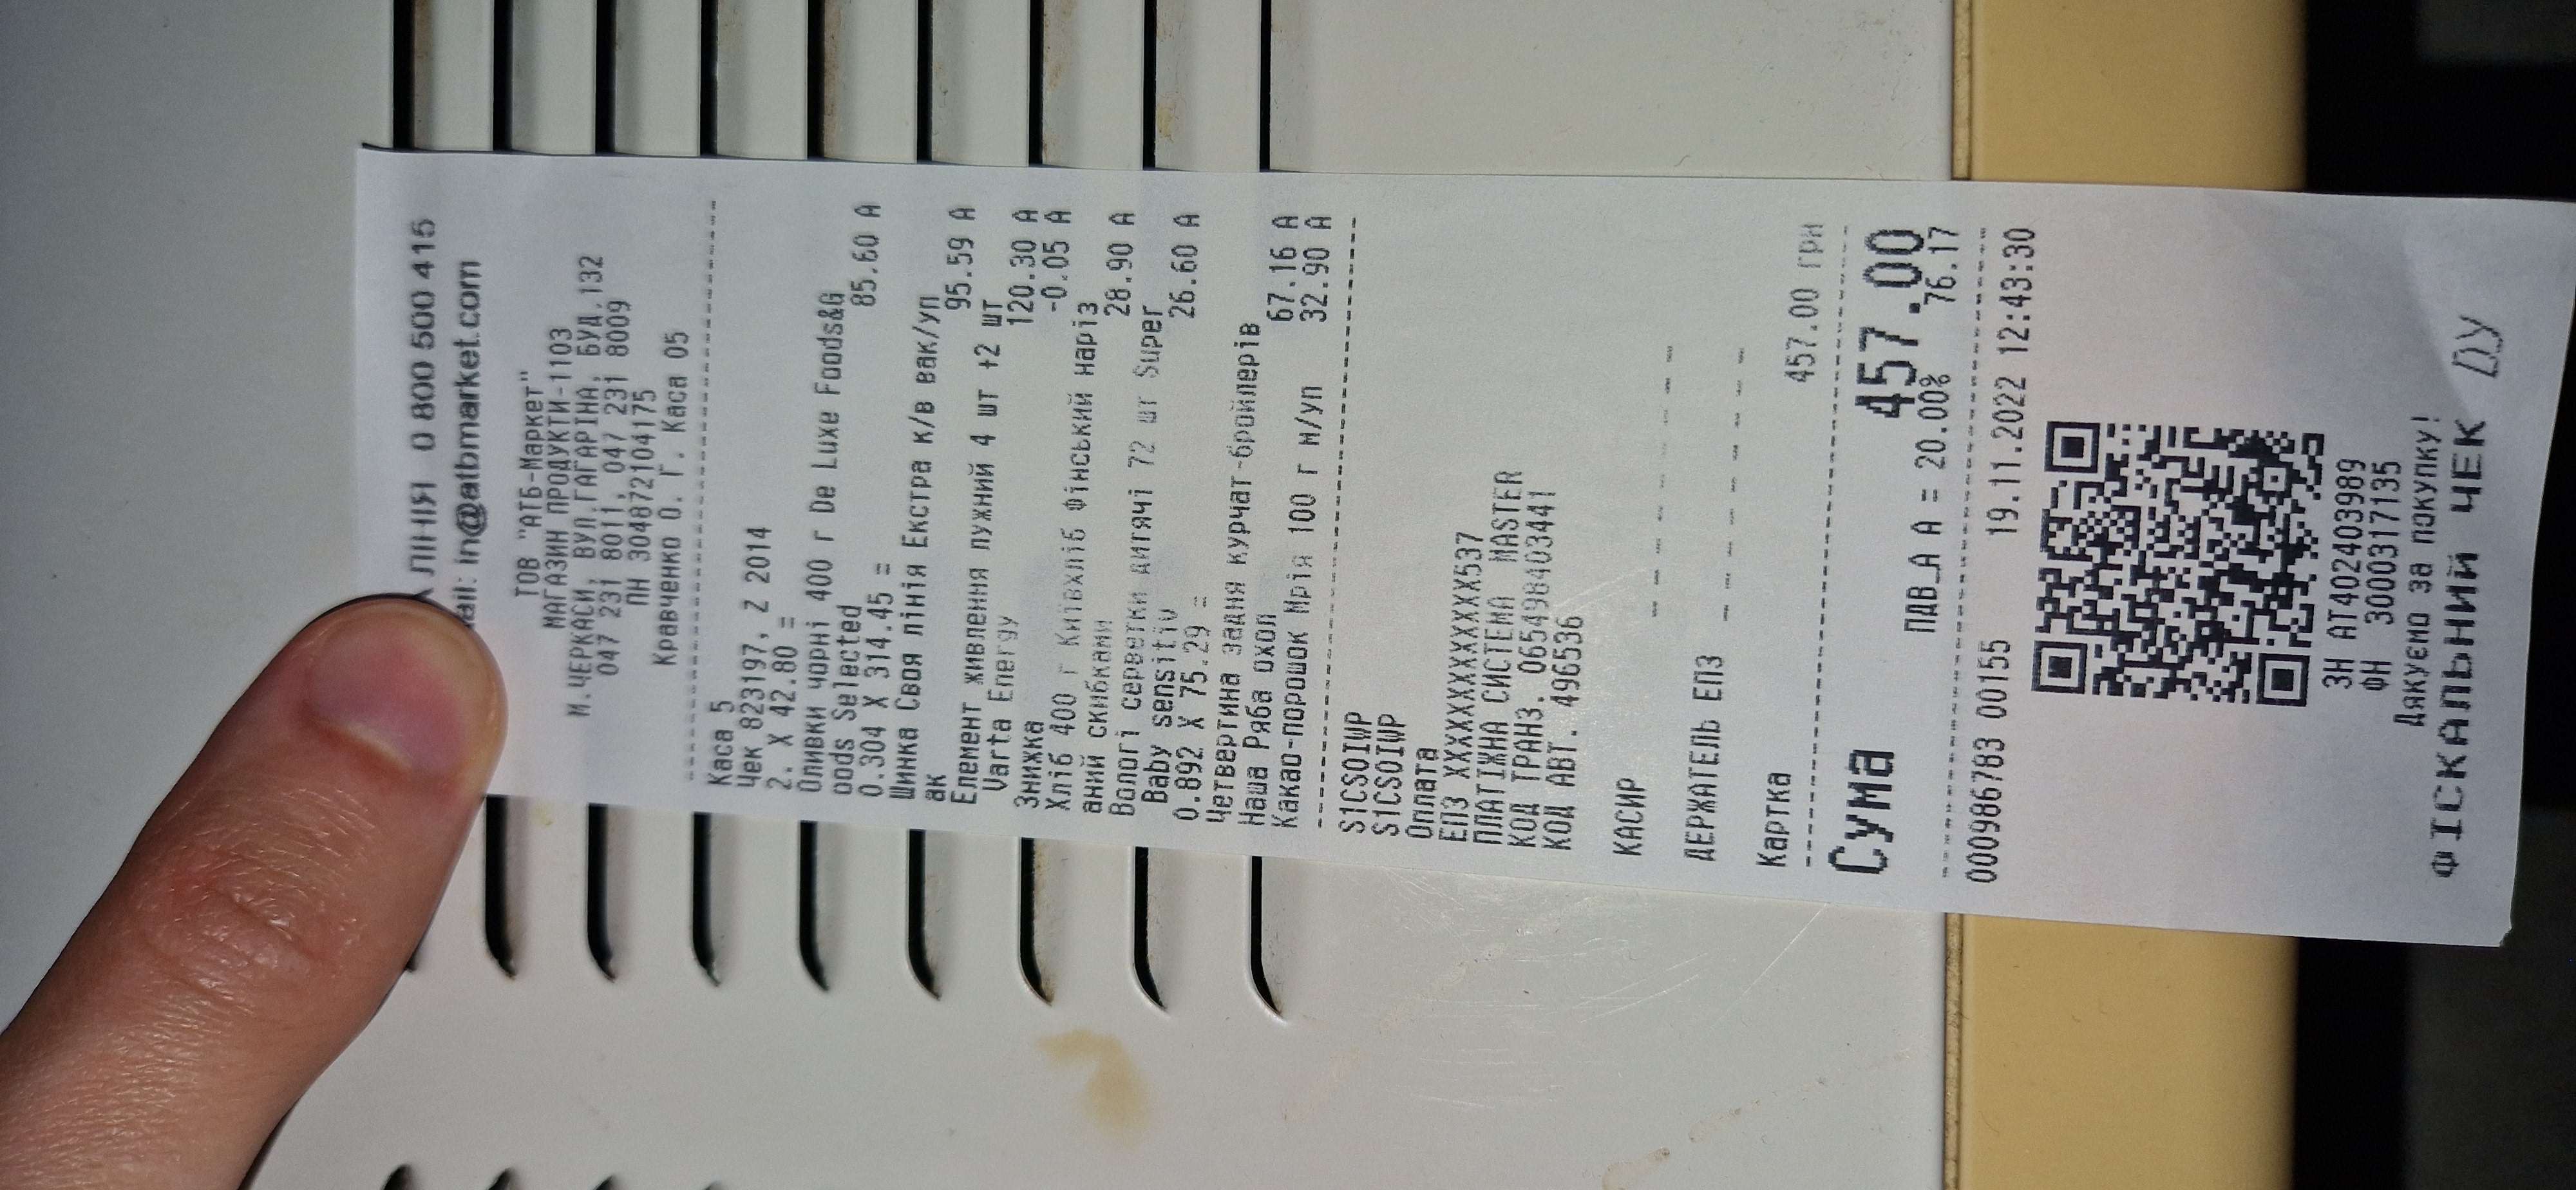 ЛІНІЯ 0 800 500 415
ail: in@atbmarket.com
ТОВ "АТБ-Маркет"
МАГАЗИН ПРОДУКТИ-1103
М.ЧЕРКАСИ, ВУЛ.ГАГАРІНА, БУД.132
047 231 8011, 047 231 8009
ПН 304872104175
Кравченко О. Г. Каса 05
Каса 5
Чек 823197, Z 2014
2. X 42.80 =
Оливки чорні 400 г De Luxe Foods&G
oods Selected 85.60 А
0.304 X 314.45 =
Шинка Своя лінія Екстра к/в вак/уп
ак 95.59 А
Елемент живлення лужний 4 шт +2 шт
Varta Energy 120.30 А
Знижка -0.05 А
Хліб 400 г Київхліб Фінський наріз
аний скибками 28.90 А
Вологі серветки дитячі 72 шт Super
Baby sensitiv 26.60 А
0.892 X 75.29 =
Четвертина задня курчат-бройлерів
Наша Ряба охол 67.16 А
Какао-порошок Мрія 100 г м/уп 32.90 А
S1CSOIWP
S1CSOIWP
Оплата
ЕПЗ XXXXXXXXXXXXX537
ПЛАТІЖНА СИСТЕМА MASTER
КОД ТРАНЗ. 065498403441
КОД АВТ. 496536
КАСИР
ДЕРЖАТЕЛЬ ЕПЗ
Картка 457.00 ГРН
Сума 457.00
ПДВ_А А = 20.00% 76.17
000986783 00155 19.11.2022 12:43:30
ЗН АТ4024039989
ФН 3000317135
Дякуємо за покупку!
ФІСКАЛЬНИЙ ЧЕК